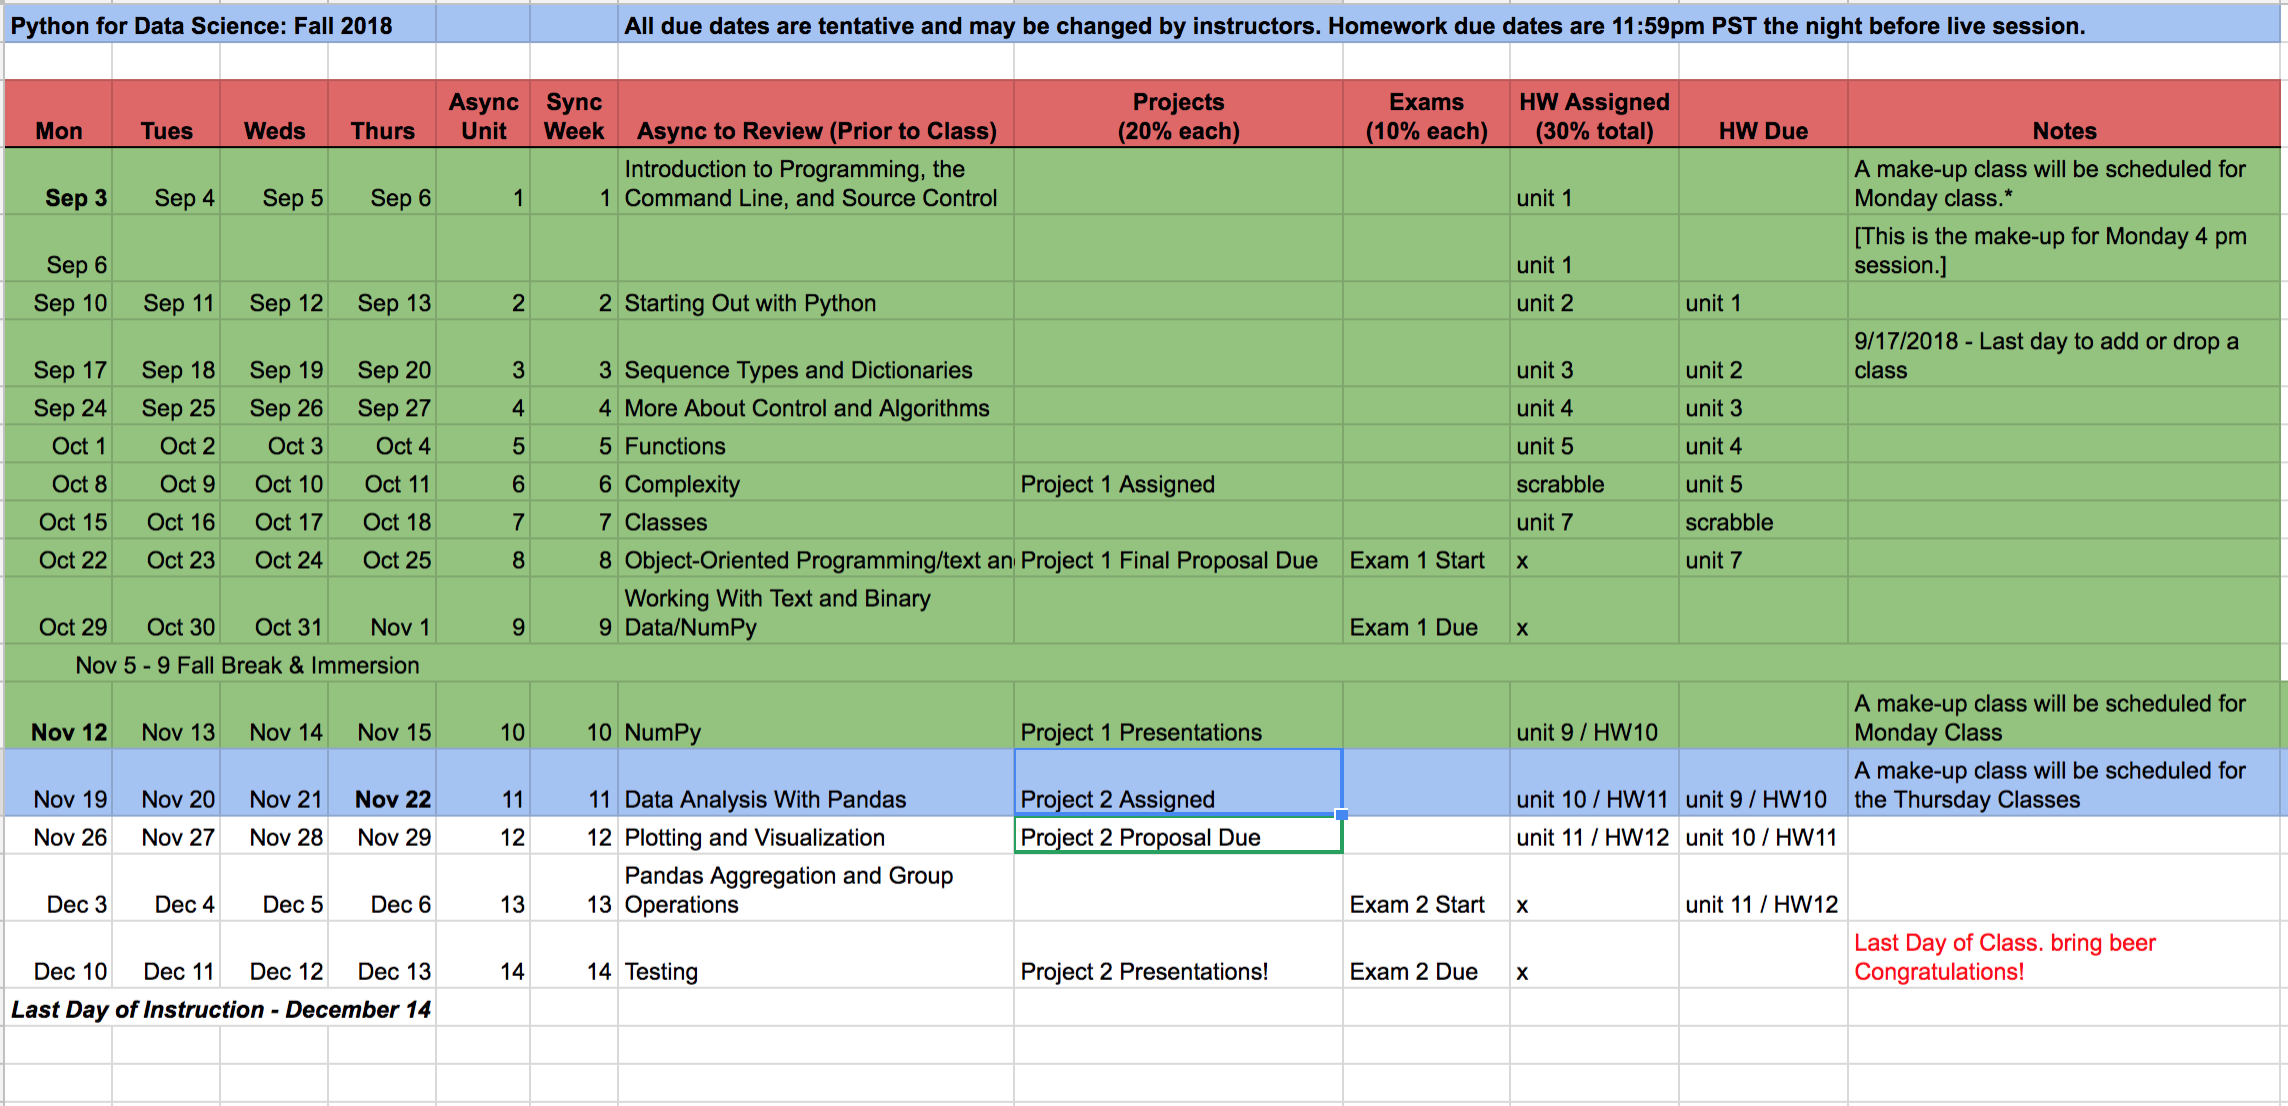 Python for Data Science: Fall 2018 All due dates are tentative and may be changed by instructors. Homework due dates are 11:59pm PST the night before live session.
Mon Tues Weds Thurs Async Unit Sync Week Async to Review (Prior to Class) Projects (20% each) Exams (10% each) HW Assigned (30% total) HW Due Notes
Sep 3 Sep 4 Sep 5 Sep 6 1 1 Introduction to Programming, the Command Line, and Source Control unit 1 A make-up class will be scheduled for Monday class.*
Sep 6 unit 1 [This is the make-up for Monday 4 pm session.]
Sep 10 Sep 11 Sep 12 Sep 13 2 2 Starting Out with Python unit 2 unit 1
Sep 17 Sep 18 Sep 19 Sep 20 3 3 Sequence Types and Dictionaries unit 3 unit 2 9/17/2018 - Last day to add or drop a class
Sep 24 Sep 25 Sep 26 Sep 27 4 4 More About Control and Algorithms unit 4 unit 3
Oct 1 Oct 2 Oct 3 Oct 4 5 5 Functions unit 5 unit 4
Oct 8 Oct 9 Oct 10 Oct 11 6 6 Complexity Project 1 Assigned scrabble unit 5
Oct 15 Oct 16 Oct 17 Oct 18 7 7 Classes unit 7 scrabble
Oct 22 Oct 23 Oct 24 Oct 25 8 8 Object-Oriented Programming/text an Project 1 Final Proposal Due Exam 1 Start x unit 7
Oct 29 Oct 30 Oct 31 Nov 1 9 9 Working With Text and Binary Data/NumPy Exam 1 Due x
Nov 5 - 9 Fall Break & Immersion
Nov 12 Nov 13 Nov 14 Nov 15 10 10 NumPy Project 1 Presentations unit 9 / HW10 A make-up class will be scheduled for Monday Class
Nov 19 Nov 20 Nov 21 Nov 22 11 11 Data Analysis With Pandas Project 2 Assigned unit 10 / HW11 unit 9 / HW10 A make-up class will be scheduled for the Thursday Classes
Nov 26 Nov 27 Nov 28 Nov 29 12 12 Plotting and Visualization Project 2 Proposal Due unit 11 / HW12 unit 10 / HW11
Dec 3 Dec 4 Dec 5 Dec 6 13 13 Pandas Aggregation and Group Operations Exam 2 Start x unit 11 / HW12
Dec 10 Dec 11 Dec 12 Dec 13 14 14 Testing Project 2 Presentations! Exam 2 Due x Last Day of Class. bring beer Congratulations!
Last Day of Instruction - December 14